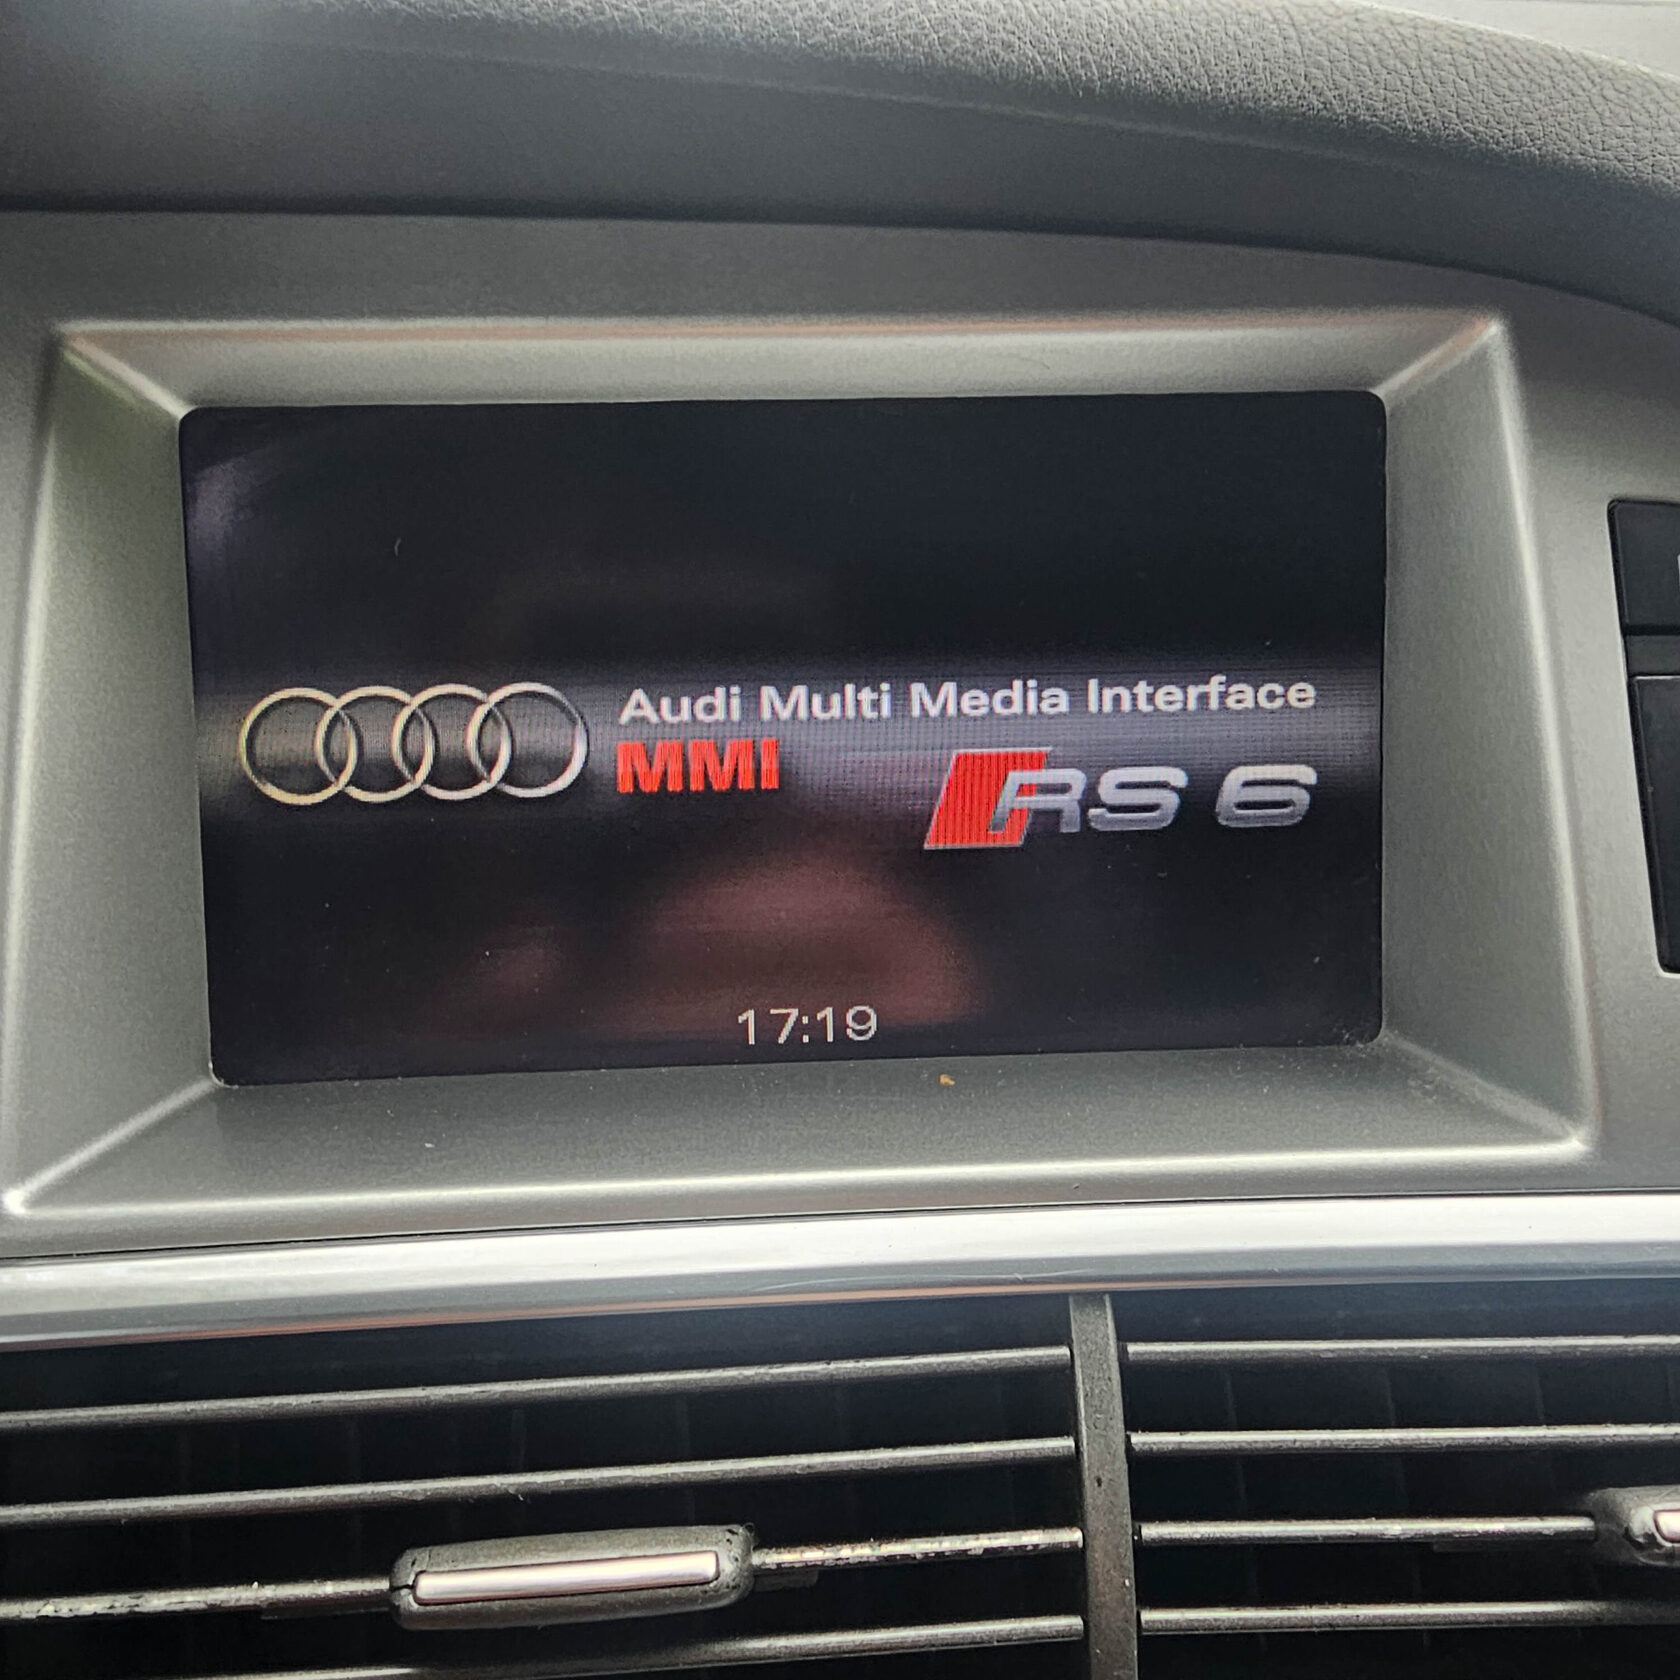 Audi Multi Media Interface
MMI
RS 6
17:19